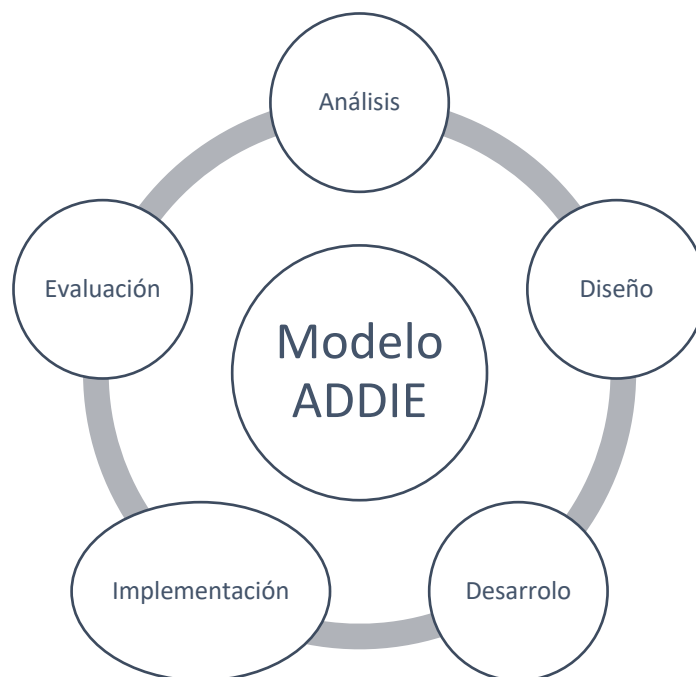 Análisis
Diseño
Desarrolo
Implementación
Evaluación
Modelo
ADDIE